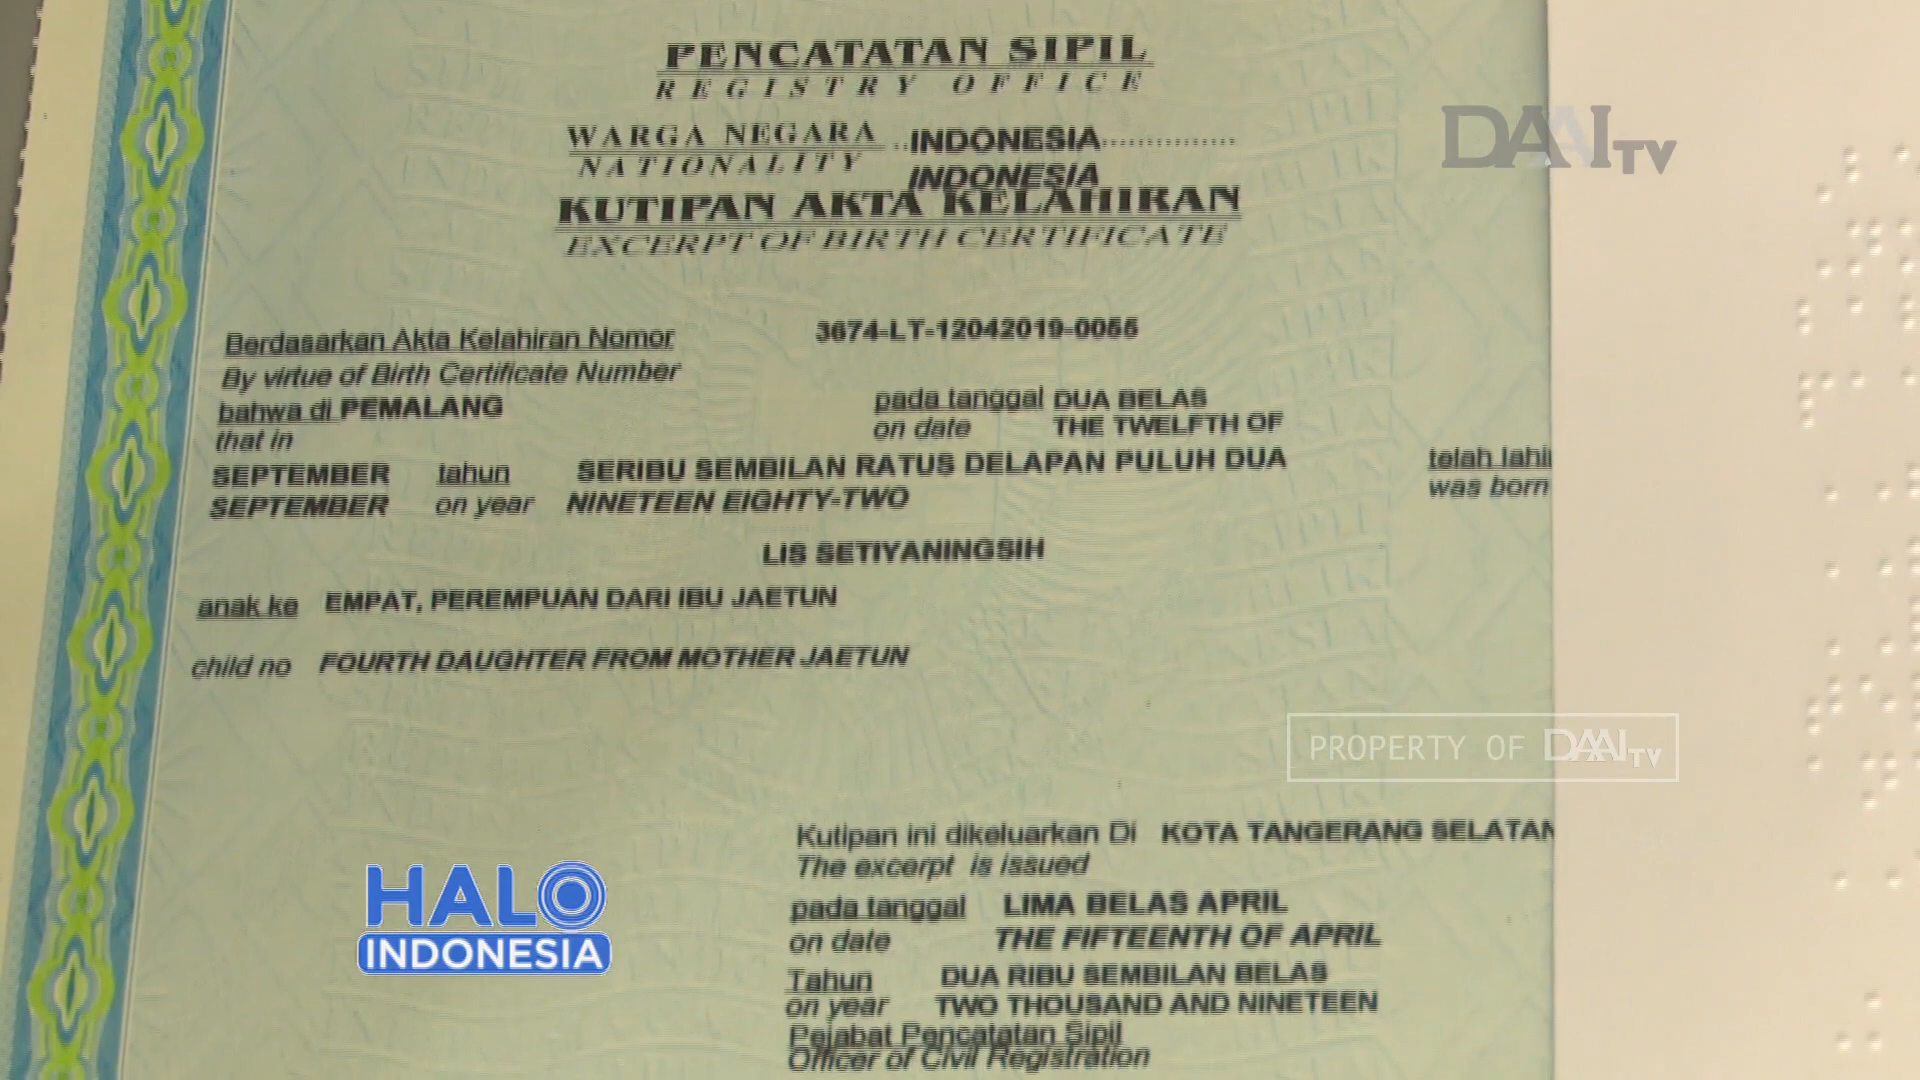 PENCATATAN SIPIL
REGISTRY OFFICE
DAAI TV
WARGA NEGARA INDONESIA
NATIONALITY INDONESIA
KUTIPAN AKTA KELAHIRAN
EXCERPT OF BIRTH CERTIFICATE
Berdasarkan Akta Kelahiran Nomor 3674-LT-12042019-0055
By virtue of Birth Certificate Number
bahwa di PEMALANG pada tanggal DUA BELAS
that in on date THE TWELFTH OF
SEPTEMBER tahun SERIBU SEMBILAN RATUS DELAPAN PULUH DUA telah lahi
SEPTEMBER on year NINETEEN EIGHTY-TWO was born
LIS SETIYANINGSIH
anak ke EMPAT, PEREMPUAN DARI IBU JAETUN
child no FOURTH DAUGHTER FROM MOTHER JAETUN
PROPERTY OF DAAI TV
Kutipan ini dikeluarkan Di KOTA TANGERANG SELATAN
The excerpt is issued
pada tanggal LIMA BELAS APRIL
on date THE FIFTEENTH OF APRIL
Tahun DUA RIBU SEMBILAN BELAS
on year TWO THOUSAND AND NINETEEN
Pejabat Pencatatan Sipil
Officer of Civil Registration
HALO
INDONESIA